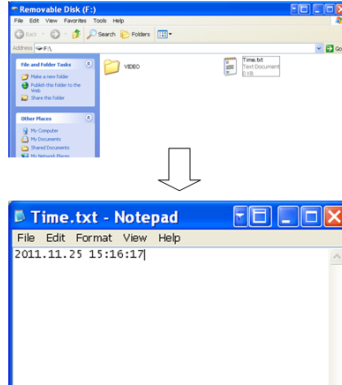 Removable Disk (F:)
File Edit View Favorites Tools Help
Back Search Folders
Address F:\ Go
File and Folder Tasks
Make a new folder
Publish this folder to the
Web
Share this folder
Other Places
My Computer
My Documents
Shared Documents
My Network Places
VIDEO
Time.txt
Text Document
0 KB
Time.txt - Notepad
File Edit Format View Help
2011.11.25 15:16:17